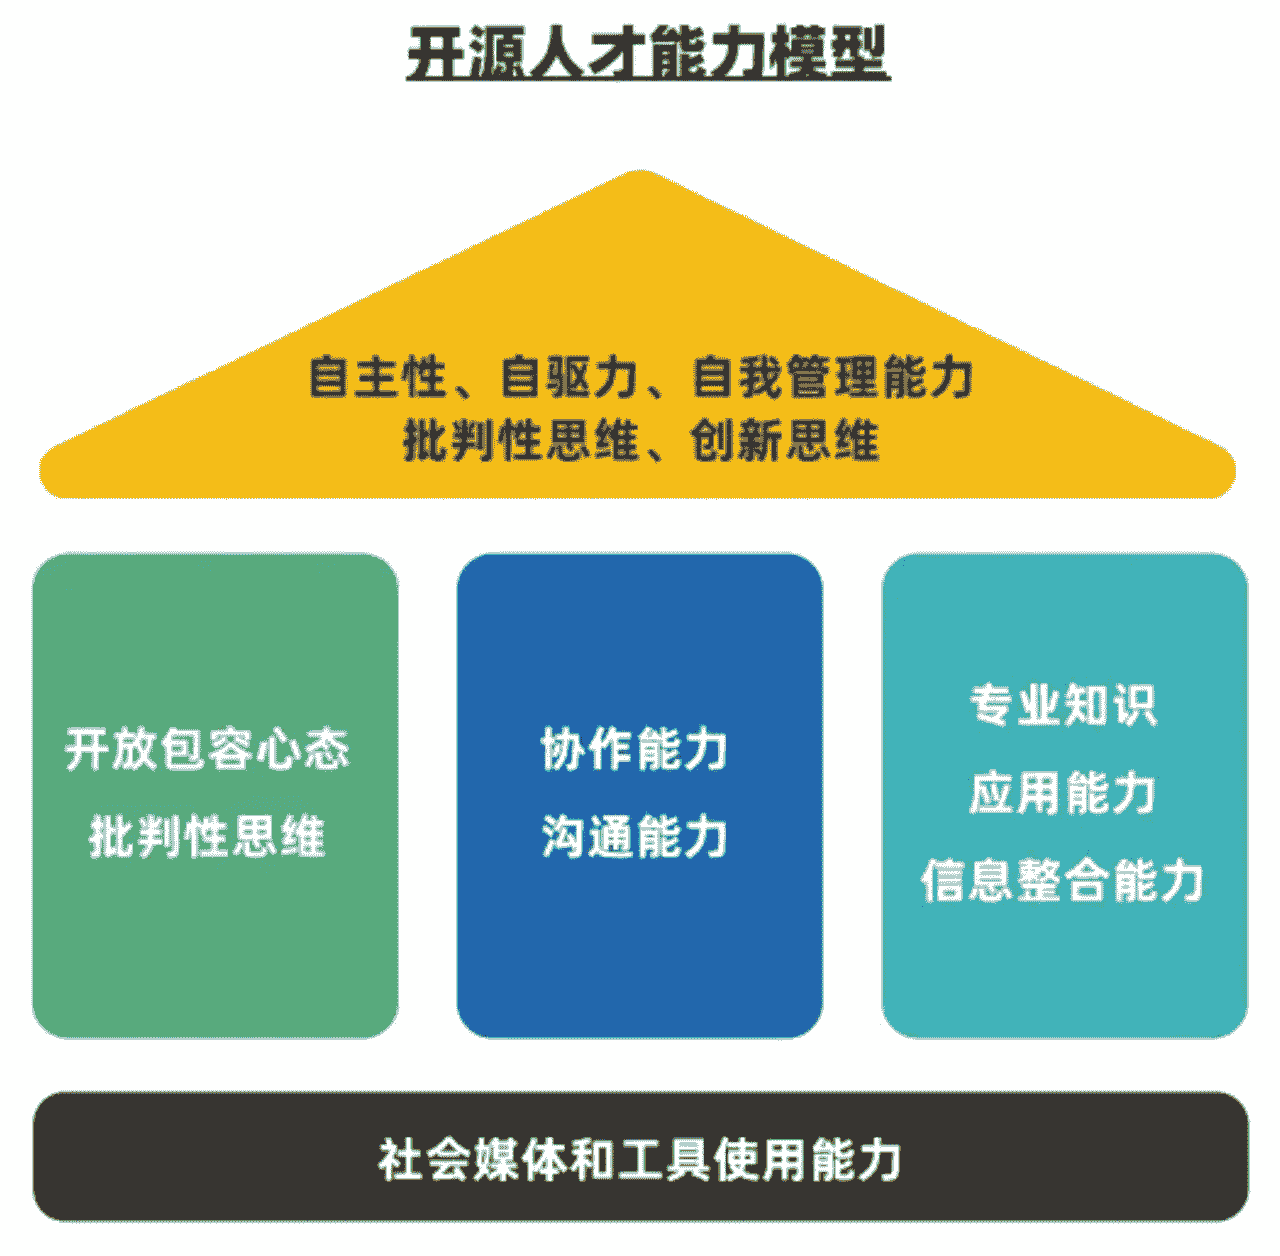 开源人才能力模型
自主性、自驱力、自我管理能力
批判性思维、创新思维
开放包容心态
批判性思维
协作能力
沟通能力
专业知识
应用能力
信息整合能力
社会媒体和工具使用能力